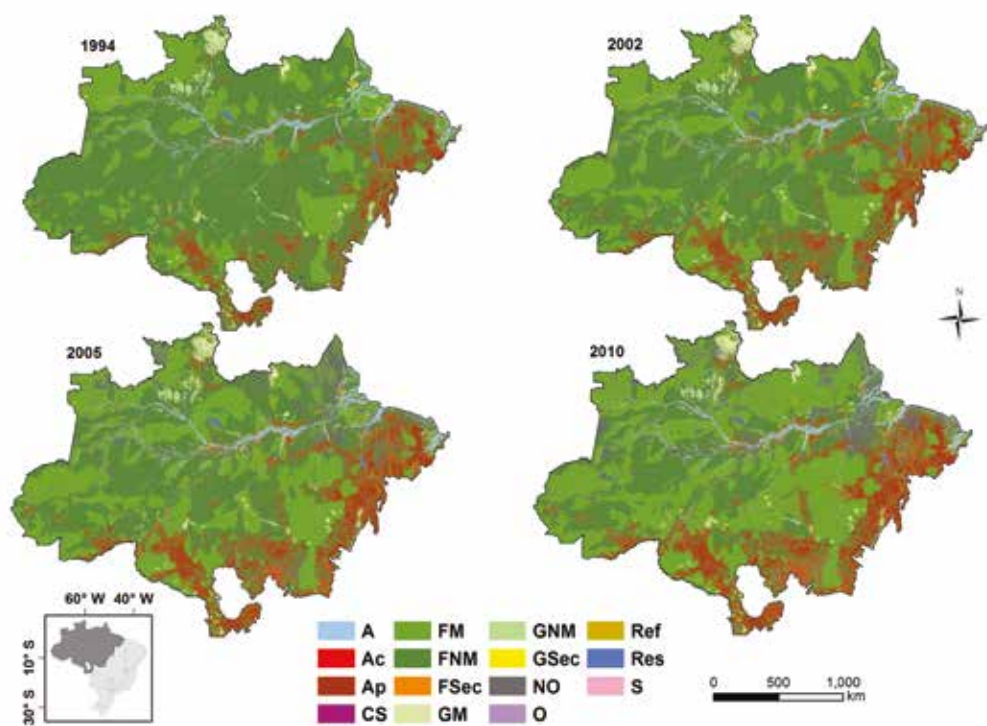 1994
2002
N
2005
2010
60° W 40° W
10° S
30° S
A FM GNM Ref
Ac FNM GSec Res
Ap FSec NO S
CS GM O
0 500 1,000
km